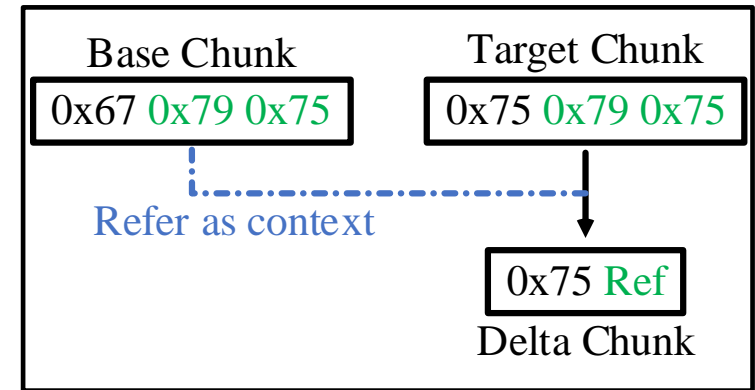 Base Chunk
0x67 0x79 0x75
Target Chunk
0x75 0x79 0x75
Refer as context
0x75 Ref
Delta Chunk